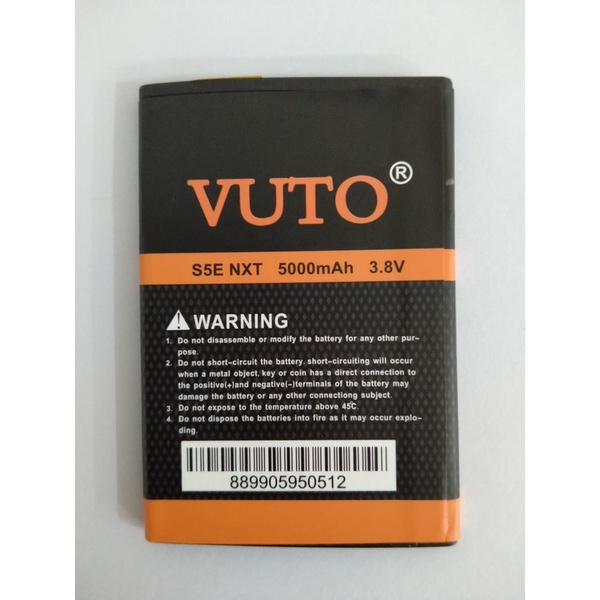 VUTO®
S5E NXT 5000mAh 3.8V
WARNING
1. Do not disassemble or modify the battery for any other pur-
pose.
2. Do not short-circuit the battery. short-circuiting will occur
when a metal object, key or coin has a direct connection to
the positive(+)and negative(-)terminals of the battery may
damage the battery or any other connectiong subject.
3. Do not expose to the temperature above 45℃.
4. Do not dispose the batteries into fire as it may occur explo-
ding.
889905950512